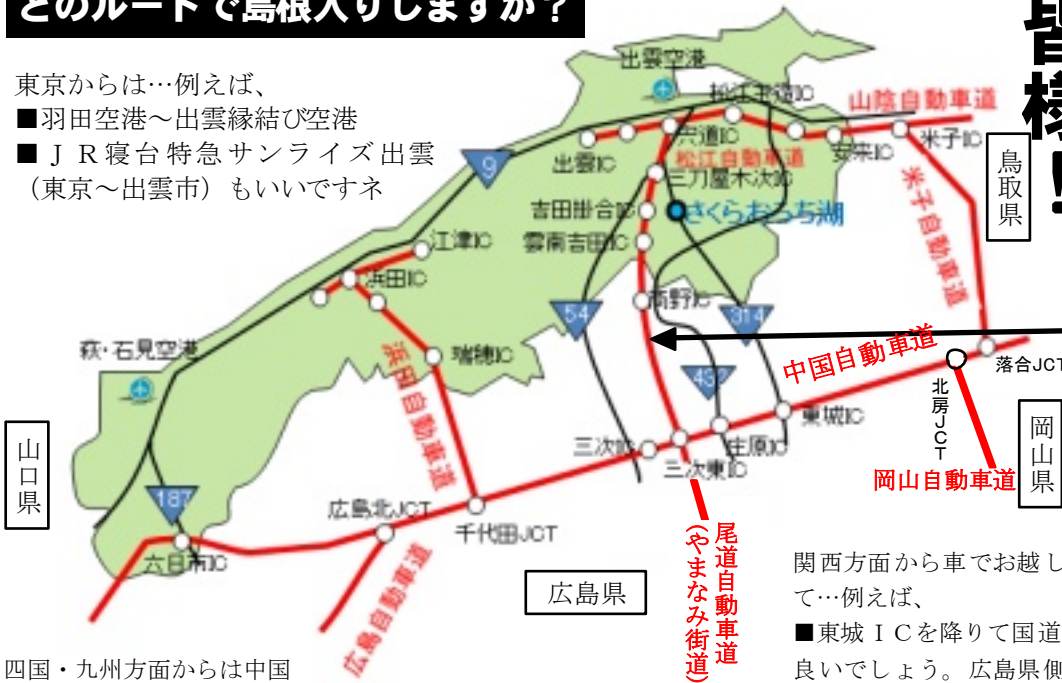 どのルートで島根入りしますか？
皆様！
東京からは…例えば、
■羽田空港～出雲縁結び空港
■ＪＲ寝台特急サンライズ出雲
（東京～出雲市）もいいですネ
出雲空港
松江玉造IC
山陰自動車道
宍道IC
安来IC
米子IC
出雲IC
松江自動車道
三刀屋木次IC
鳥取県
9
吉田掛合IC
さくらおろち湖
米子自動車道
雲南吉田IC
江津IC
浜田IC
高野IC
54
314
萩・石見空港
瑞穂IC
浜田自動車道
432
中国自動車道
落合JCT
北房JCT
東城IC
山口県
岡山県
三次IC
庄原IC
三次東IC
岡山自動車道
187
広島北JCT
千代田JCT
六日市IC
尾道自動車道
（やまなみ街道）
広島自動車道
広島県
関西方面から車でお越し
て…例えば、
■東城ＩＣを降りて国道
良いでしょう。広島県側
四国・九州方面からは中国